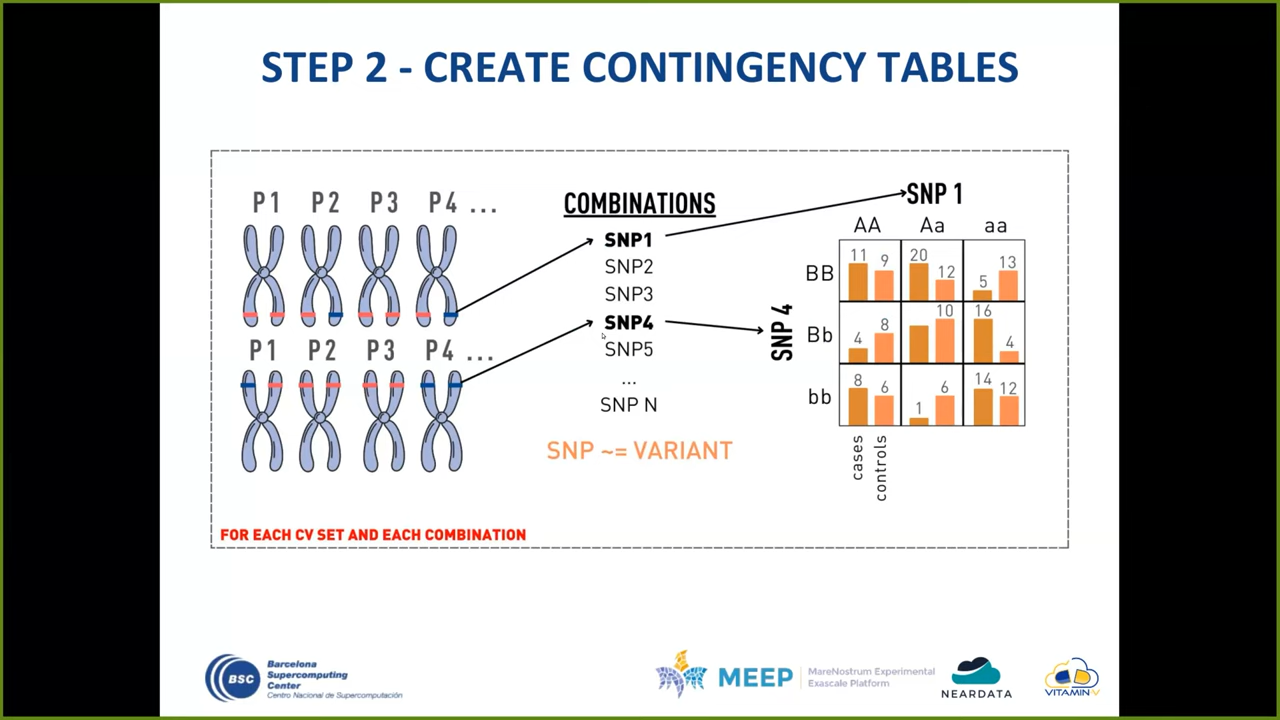 STEP 2 - CREATE CONTINGENCY TABLES
P1 P2 P3 P4 ...
P1 P2 P3 P4 ...
COMBINATIONS
SNP1
SNP2
SNP3
SNP4
SNP5
...
SNP N
SNP ~= VARIANT
SNP 1
AA Aa aa
SNP 4
BB
11 9 20 12 5 13
Bb
4 8 10 16 4
bb
8 6 1 6 14 12
cases
controls
FOR EACH CV SET AND EACH COMBINATION
BSC
Barcelona
Supercomputing
Center
Centro Nacional de Supercomputación
MEEP
MareNostrum Experimental
Exascale Platform
NEARDATA
VITAMIN V